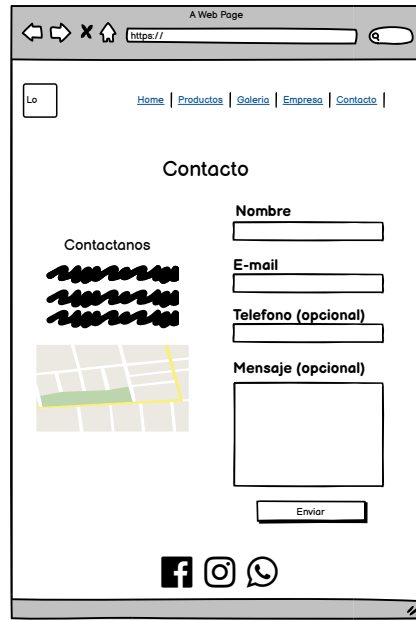 A Web Page
https://
Lo
Home | Productos | Galeria | Empresa | Contacto |
Contacto
Contactanos
Nombre
E-mail
Telefono (opcional)
Mensaje (opcional)
Enviar